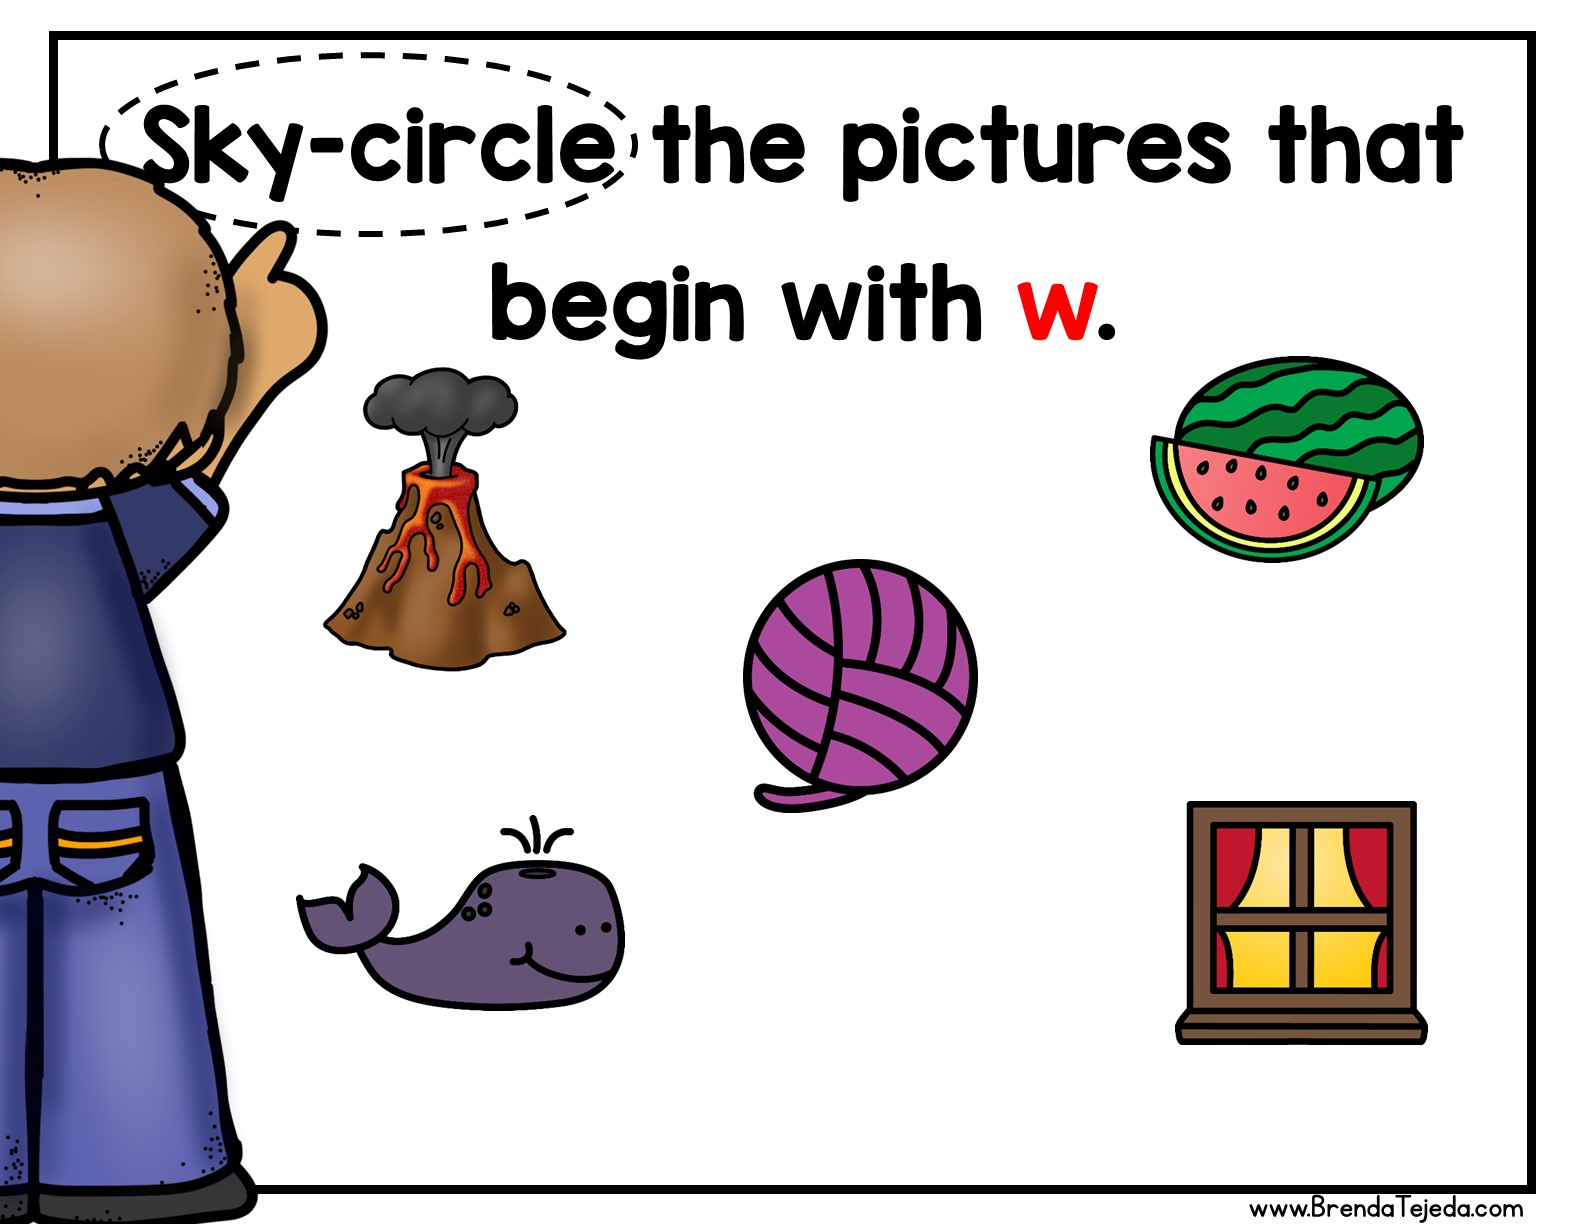 Sky-circle the pictures that
begin with w.
www.BrendaTejeda.com